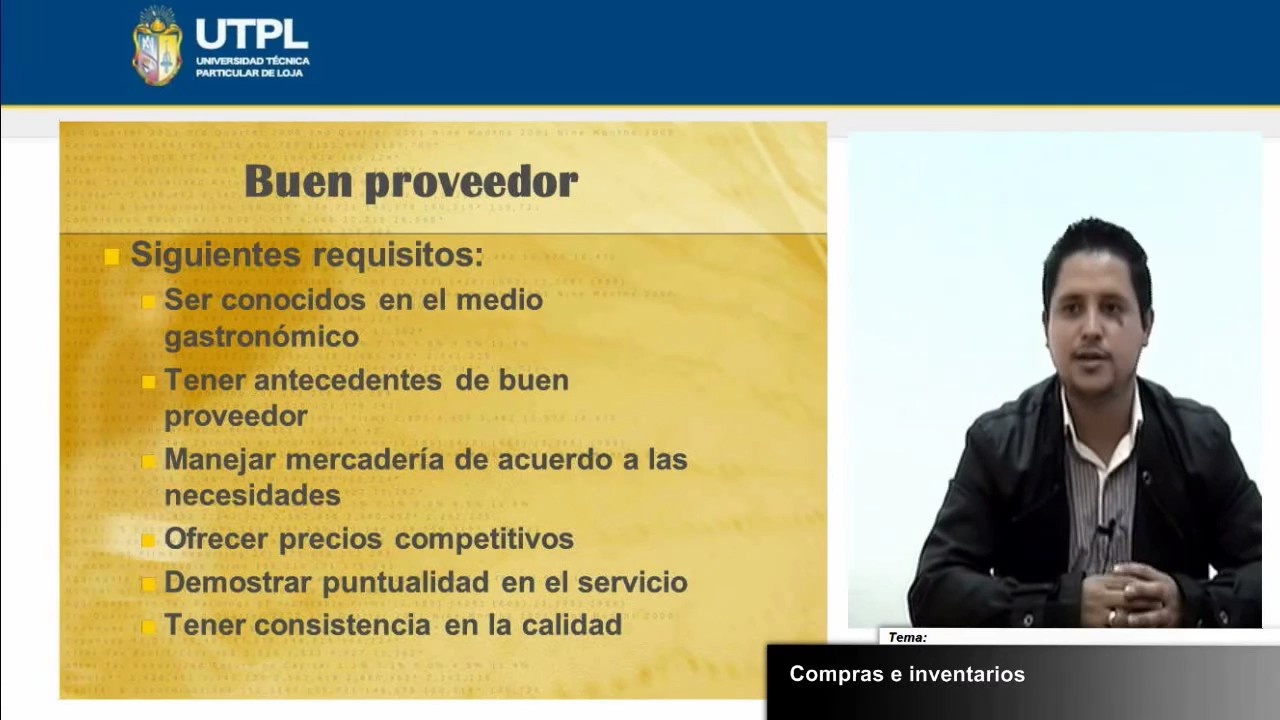 UTPL
UNIVERSIDAD TÉCNICA
PARTICULAR DE LOJA
Buen proveedor
Siguientes requisitos:
Ser conocidos en el medio
gastronómico
Tener antecedentes de buen
proveedor
Manejar mercadería de acuerdo a las
necesidades
Ofrecer precios competitivos
Demostrar puntualidad en el servicio
Tener consistencia en la calidad
Tema:
Compras e inventarios